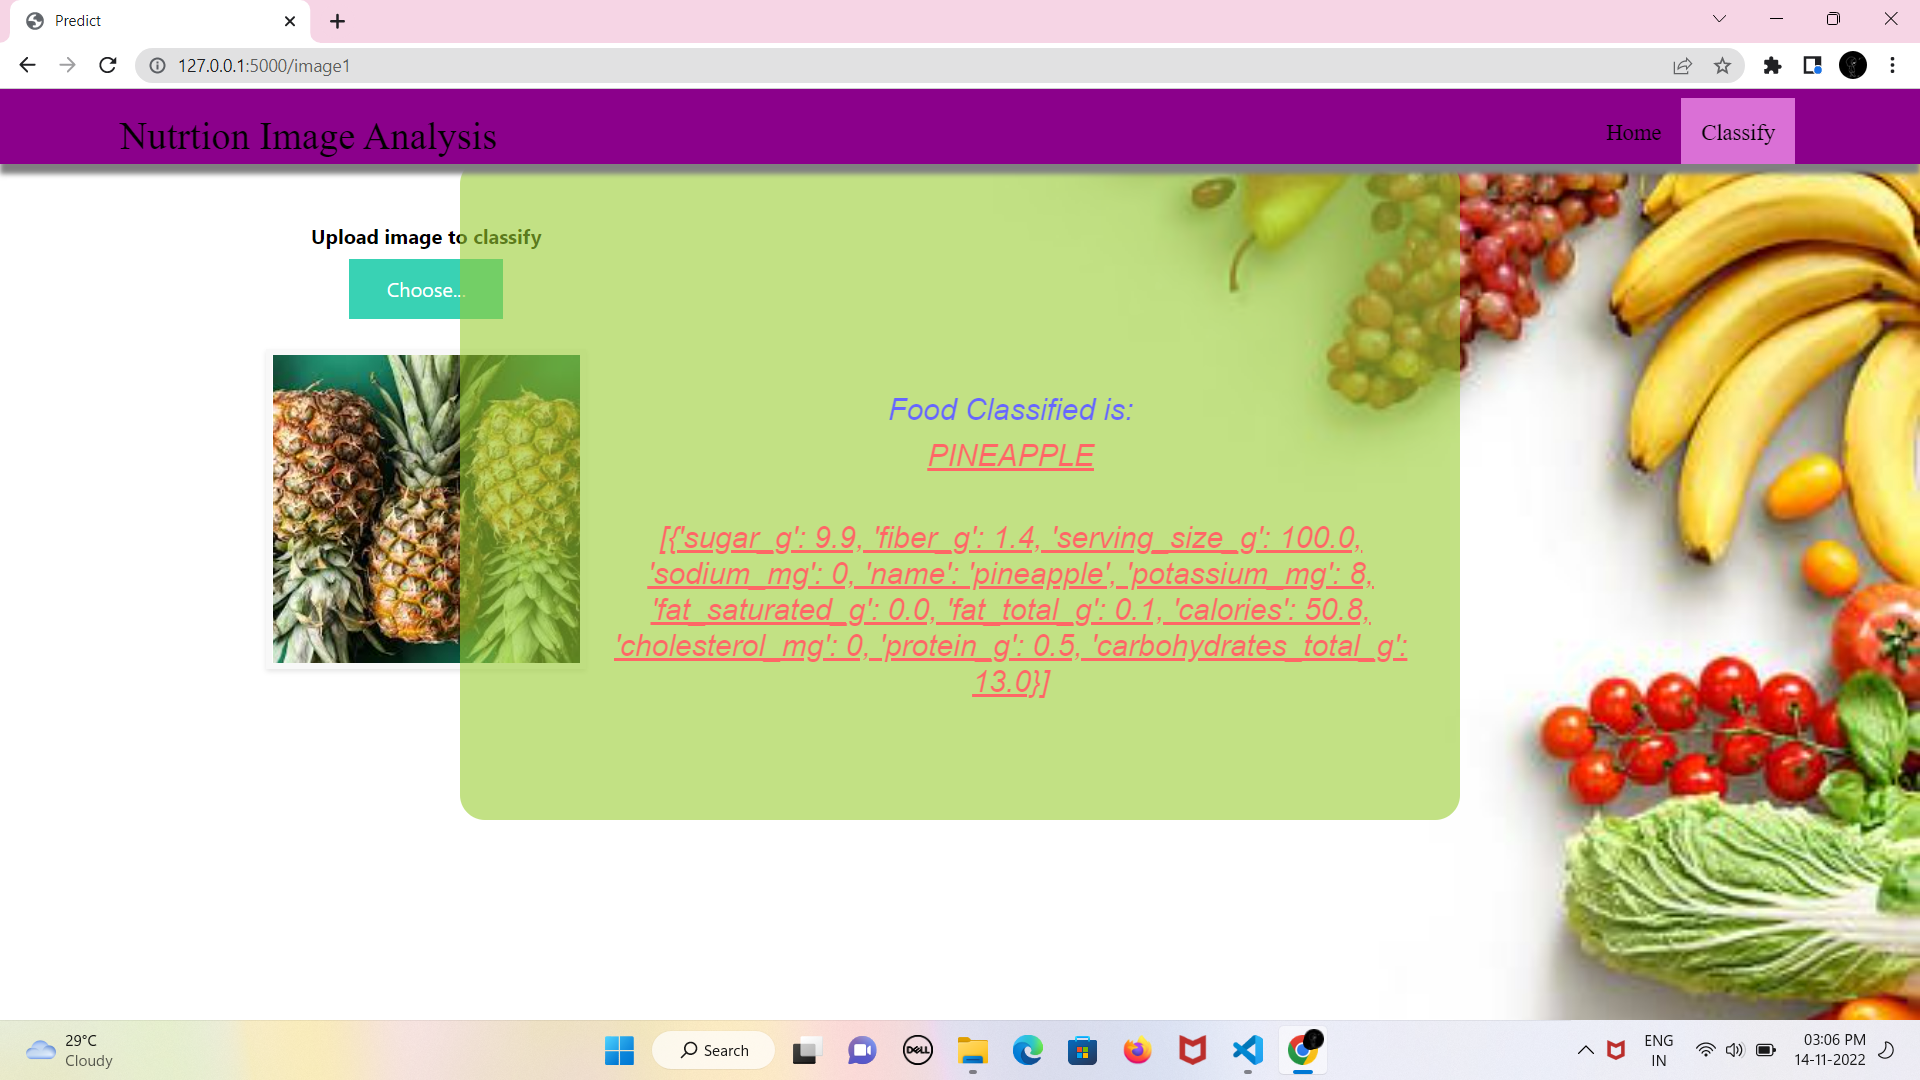 Predict
127.0.0.1:5000/image1
Nutrtion Image Analysis
Home
Classify
Upload image to classify
Choose...
Food Classified is:
PINEAPPLE
[{'sugar_g': 9.9, 'fiber_g': 1.4, 'serving_size_g': 100.0,
'sodium_mg': 0, 'name': 'pineapple', 'potassium_mg': 8,
'fat_saturated_g': 0.0, 'fat_total_g': 0.1, 'calories': 50.8,
'cholesterol_mg': 0, 'protein_g': 0.5, 'carbohydrates_total_g':
13.0}]
29°C
Cloudy
Search
DELL
ENG
IN
03:06 PM
14-11-2022